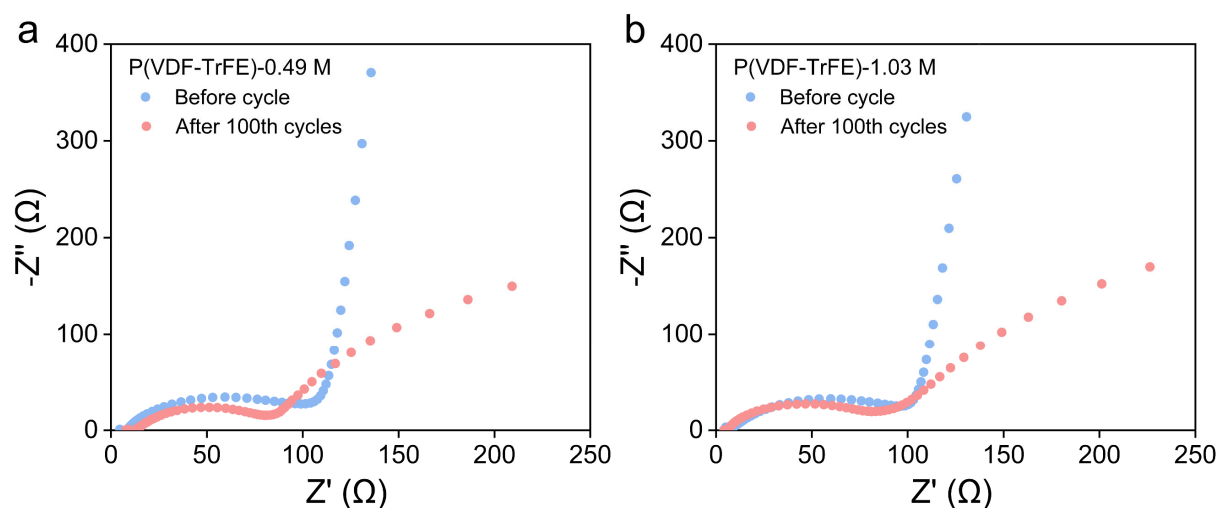 a
400
300
200
100
0
-Z" (Ω)
P(VDF-TrFE)-0.49 M
Before cycle
After 100th cycles
0 50 100 150 200 250
Z' (Ω)
b
400
300
200
100
0
-Z" (Ω)
P(VDF-TrFE)-1.03 M
Before cycle
After 100th cycles
0 50 100 150 200 250
Z' (Ω)